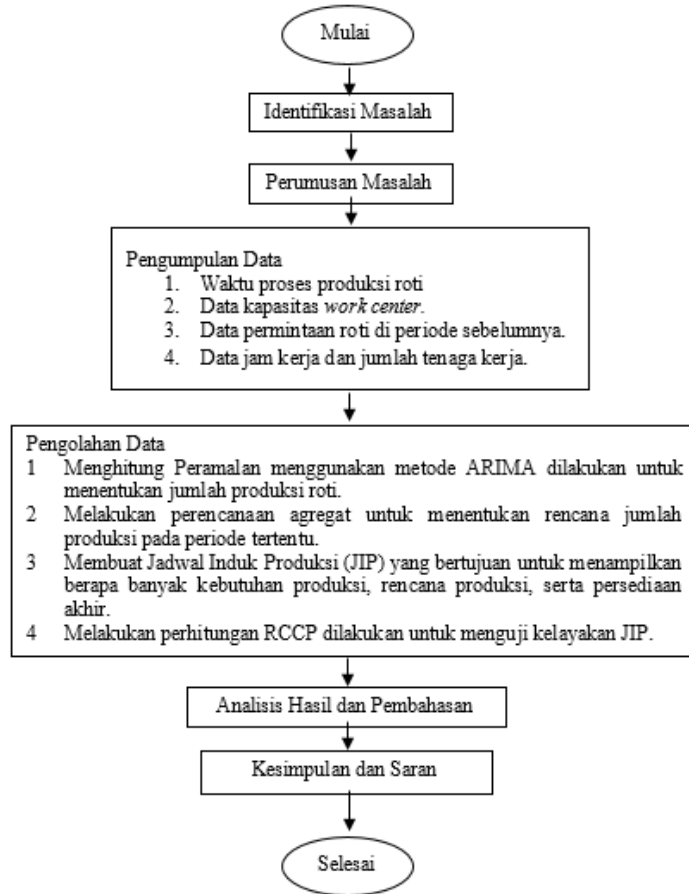 Mulai
Identifikasi Masalah
Perumusan Masalah
Pengumpulan Data
1. Waktu proses produksi roti
2. Data kapasitas work center.
3. Data permintaan roti di periode sebelumnya.
4. Data jam kerja dan jumlah tenaga kerja.
Pengolahan Data
1 Menghitung Peramalan menggunakan metode ARIMA dilakukan untuk
menentukan jumlah produksi roti.
2 Melakukan perencanaan agregat untuk menentukan rencana jumlah
produksi pada periode tertentu.
3 Membuat Jadwal Induk Produksi (JIP) yang bertujuan untuk menampilkan
berapa banyak kebutuhan produksi, rencana produksi, serta persediaan
akhir.
4 Melakukan perhitungan RCCP dilakukan untuk menguji kelayakan JIP.
Analisis Hasil dan Pembahasan
Kesimpulan dan Saran
Selesai